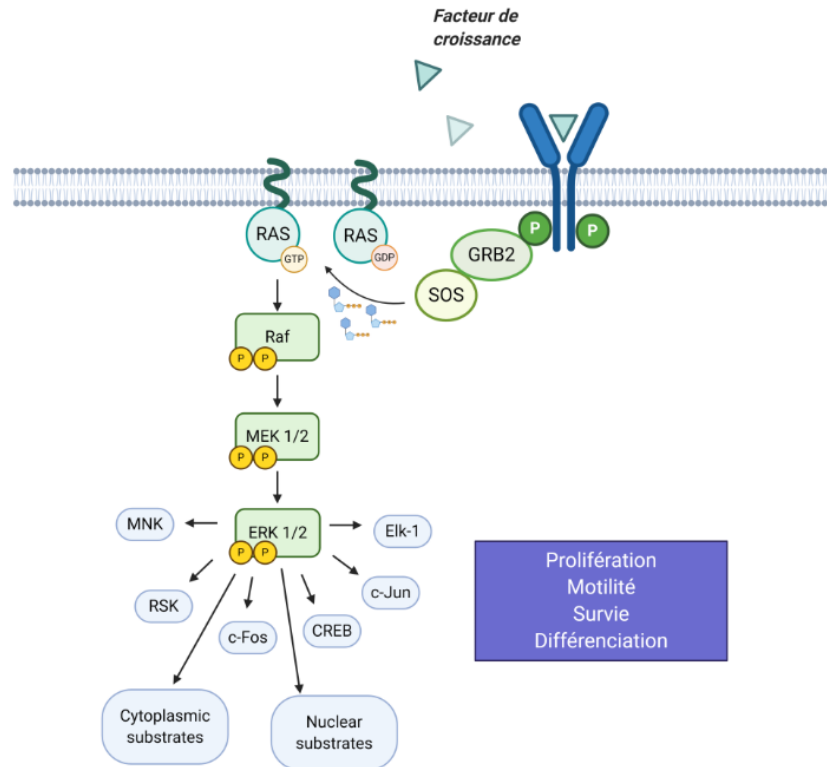 Facteur de
croissance
P
P
GRB2
RAS
RAS
GTP
GDP
SOS
Raf
P P
MEK 1/2
P P
MNK
ERK 1/2
Elk-1
P P
RSK
c-Jun
c-Fos
CREB
Prolifération
Motilité
Survie
Différenciation
Cytoplasmic
substrates
Nuclear
substrates